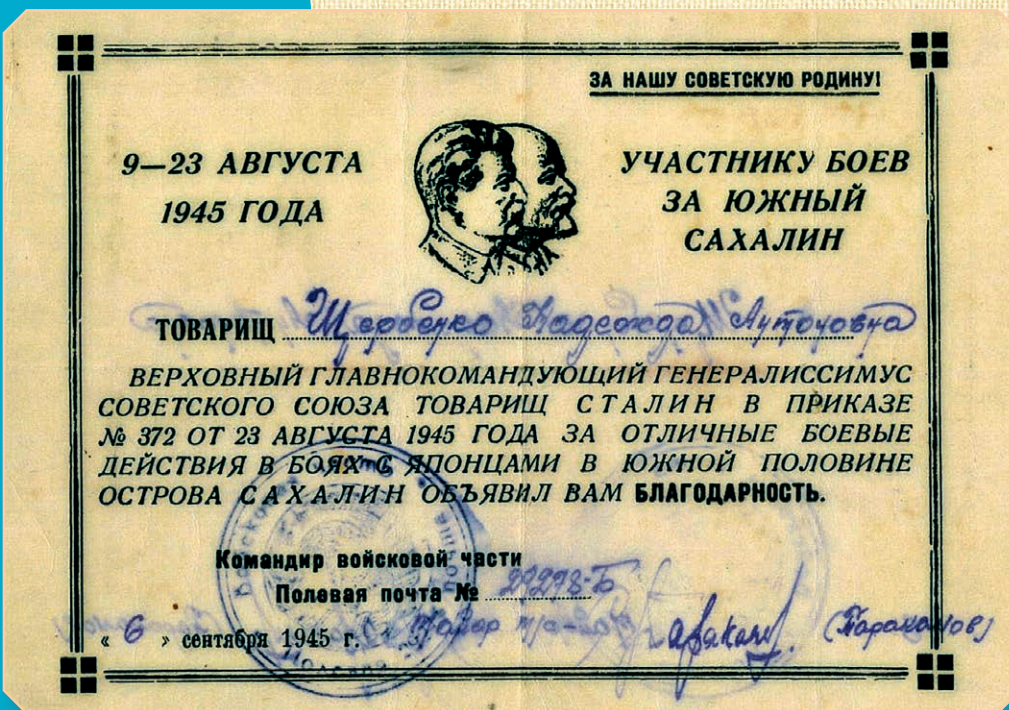 ЗА НАШУ СОВЕТСКУЮ РОДИНУ!
9—23 АВГУСТА
1945 ГОДА
УЧАСТНИКУ БОЕВ
ЗА ЮЖНЫЙ
САХАЛИН
ТОВАРИЩ Щербенко Надежда Антоновна
ВЕРХОВНЫЙ ГЛАВНОКОМАНДУЮЩИЙ ГЕНЕРАЛИССИМУС
СОВЕТСКОГО СОЮЗА ТОВАРИЩ СТАЛИН В ПРИКАЗЕ
№ 372 ОТ 23 АВГУСТА 1945 ГОДА ЗА ОТЛИЧНЫЕ БОЕВЫЕ
ДЕЙСТВИЯ В БОЯХ С ЯПОНЦАМИ В ЮЖНОЙ ПОЛОВИНЕ
ОСТРОВА САХАЛИН ОБЪЯВИЛ ВАМ БЛАГОДАРНОСТЬ.
Командир войсковой части
Полевая почта №
« 6 » сентября 1945 г.